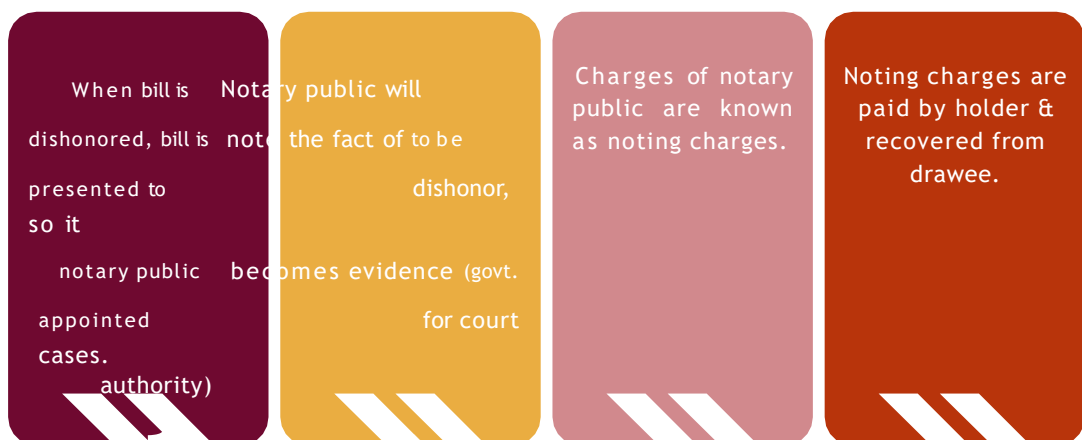 When bill is Notary public will
dishonored, bill is note the fact of to be
presented to dishonor,
so it
notary public becomes evidence (govt.
appointed for court
cases.
authority)
Charges of notary
public are known
as noting charges.
Noting charges are
paid by holder &
recovered from
drawee.